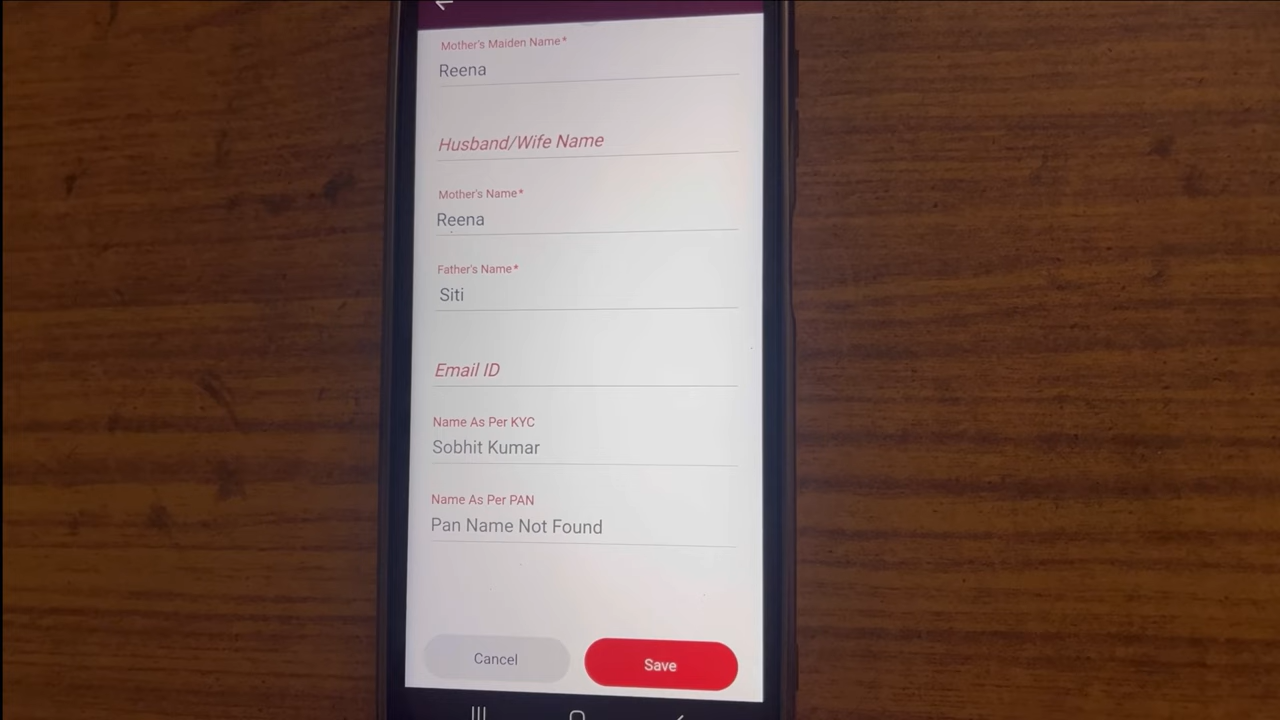 Mother's Maiden Name*
Reena
Husband/Wife Name
Mother's Name*
Reena
Father's Name*
Siti
Email ID
Name As Per KYC
Sobhit Kumar
Name As Per PAN
Pan Name Not Found
Cancel
Save